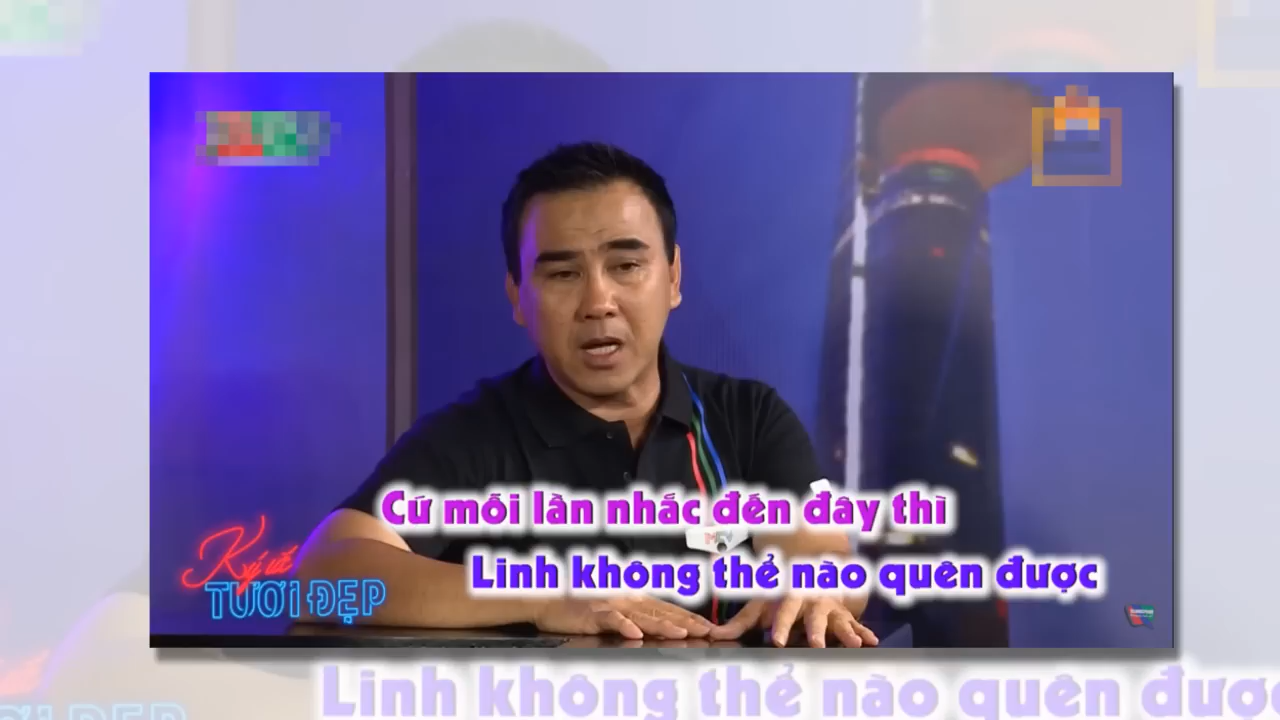 Cứ mỗi lần nhắc đến đây thì
Linh không thể nào quên được
Ký ức
TƯƠI ĐẸP
Linh không thể nào quên được